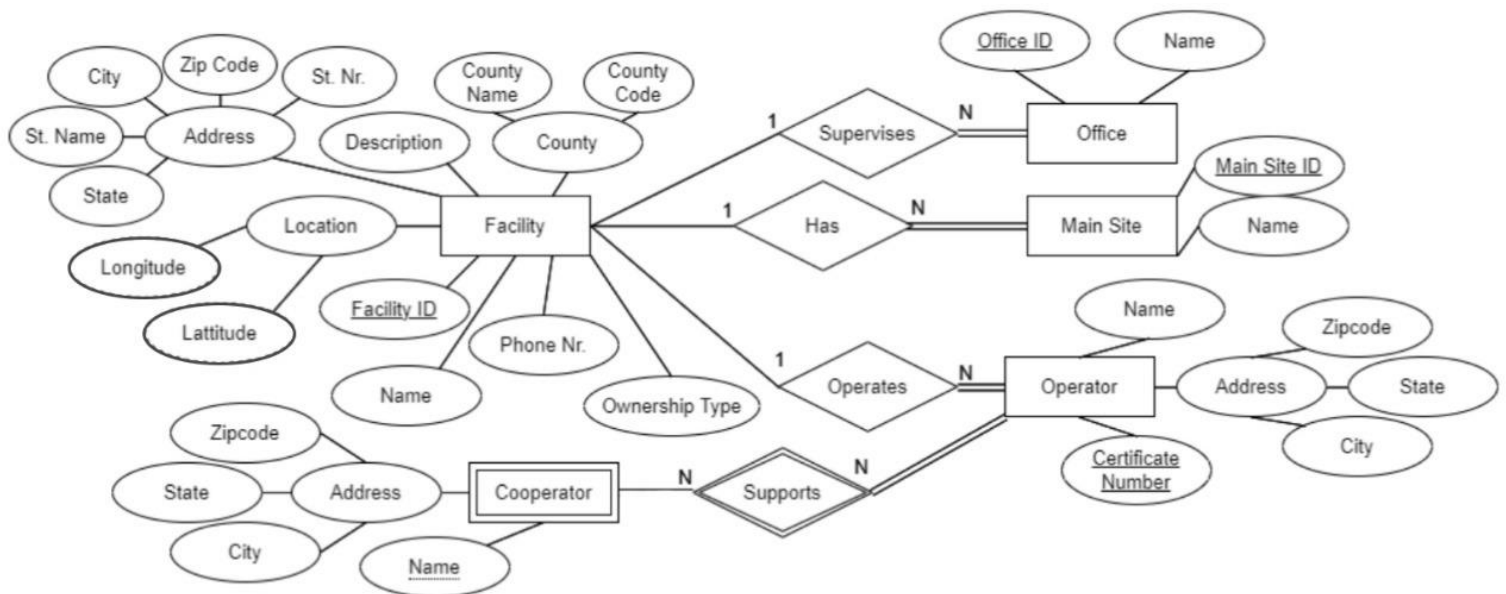 Office ID
Name
City
Zip Code
St. Nr.
County
Name
County
Code
St. Name
Address
Description
County
1
Supervises
N
Office
State
Main Site ID
Location
Facility
1
Has
N
Main Site
Name
Longitude
Facility ID
Name
Zipcode
Lattitude
Phone Nr.
1
Operates
N
Operator
Address
State
Name
Ownership Type
Zipcode
City
Certificate
Number
State
Address
Cooperator
N
Supports
N
City
Name